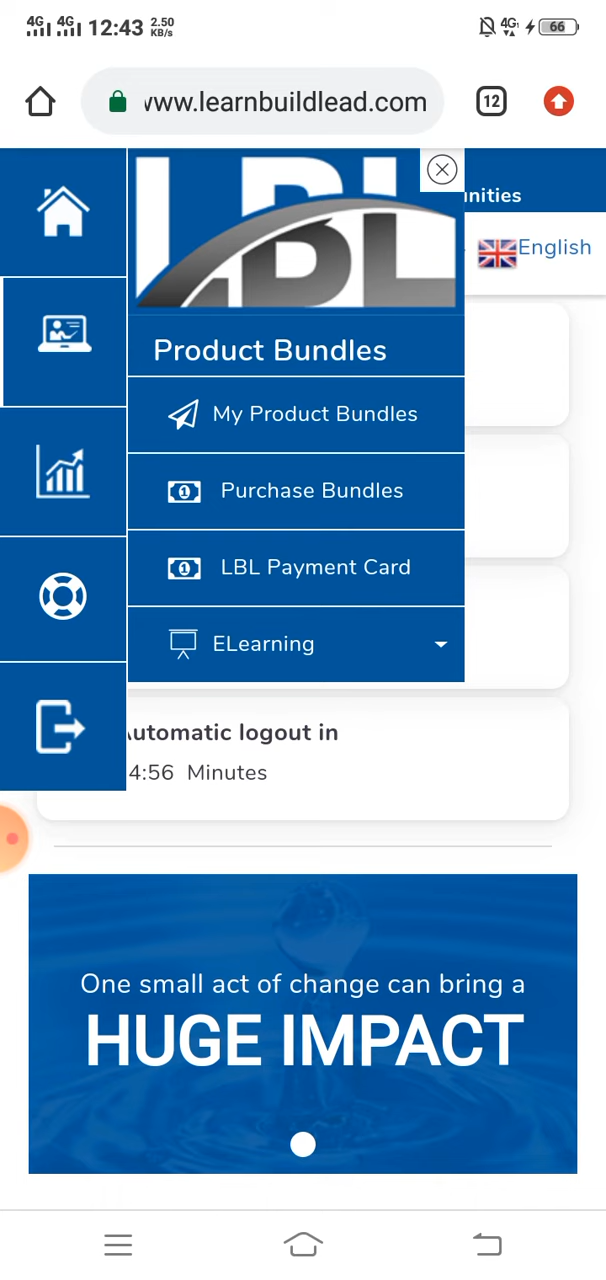 4G 4G 12:43 2.50 KB/s 4G 66
www.learnbuildlead.com 12
LBL
nities
English
Product Bundles
My Product Bundles
Purchase Bundles
LBL Payment Card
ELearning
Automatic logout in
4:56 Minutes
One small act of change can bring a
HUGE IMPACT